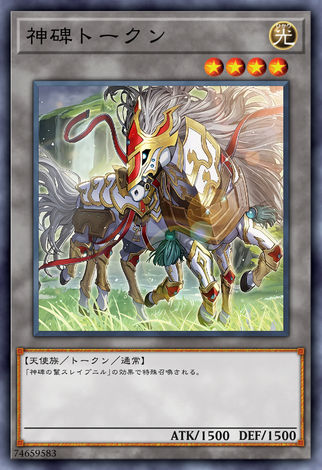 神碑トークン
光
【天使族／トークン／通常】
「神碑の鬣スレイプニル」の効果で特殊召喚される。
ATK/1500 DEF/1500
74659583